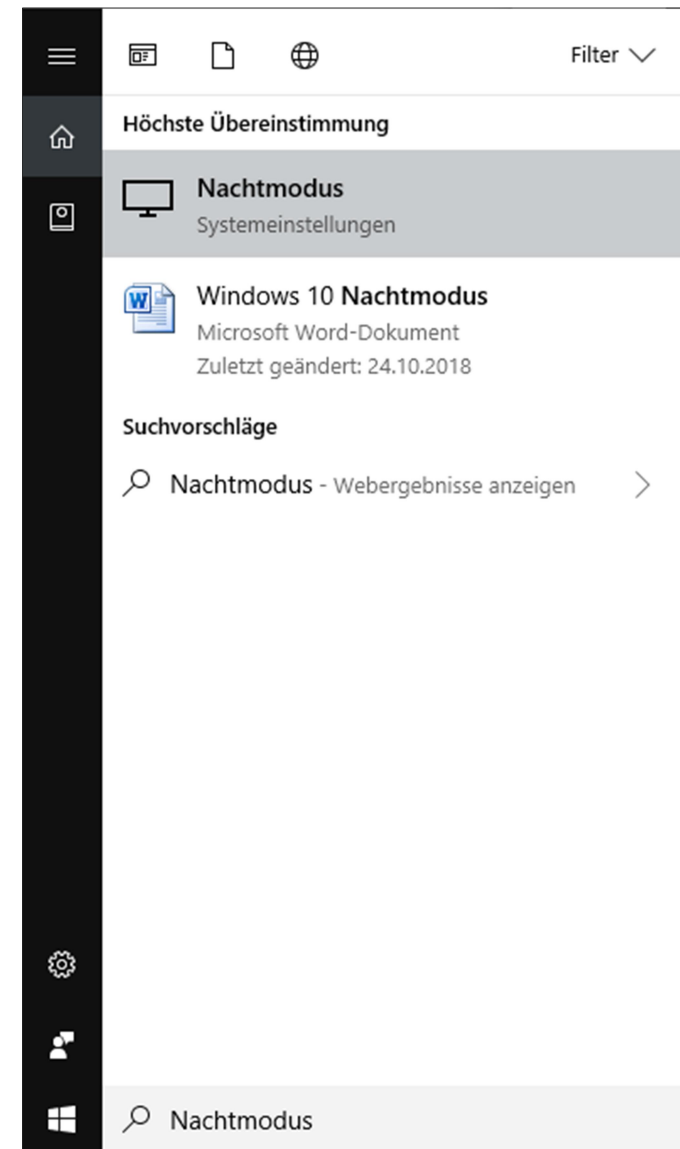 Filter
Höchste Übereinstimmung
Nachtmodus
Systemeinstellungen
Windows 10 Nachtmodus
Microsoft Word-Dokument
Zuletzt geändert: 24.10.2018
Suchvorschläge
Nachtmodus - Webergebnisse anzeigen
Nachtmodus